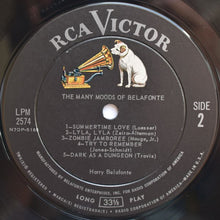 RCA VICTOR
THE MANY MOODS OF BELAFONTE
LPM
2574
SIDE
2
1-SUMMERTIME LOVE (Loesser)
2-LYLA, LYLA (Zaira-Alterman)
3-ZOMBIE JAMBOREE (Mauge, Jr.)
4-TRY TO REMEMBER
(Jones-Schmidt)
5-DARK AS A DUNGEON (Travis)
Harry Belafonte
LONG 33⅓ PLAY